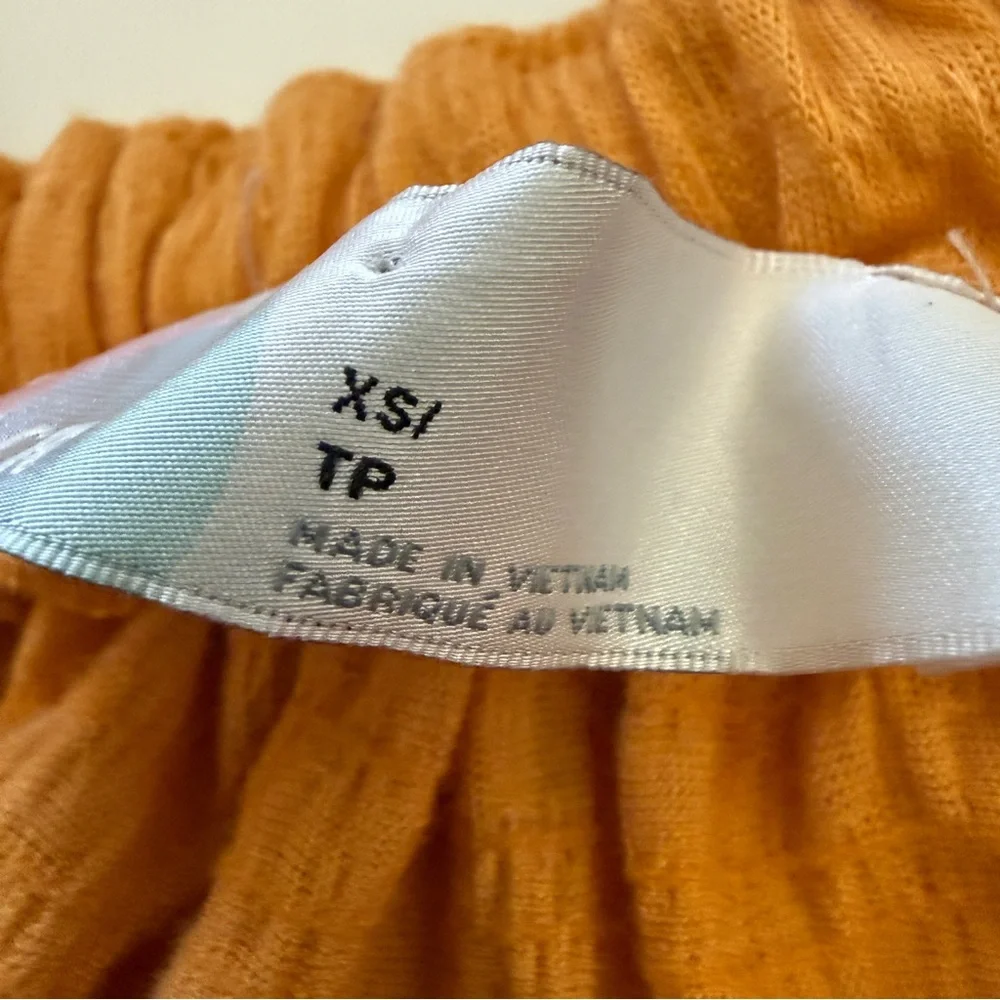 XS/
TP
MADE IN VIETNAM
FABRIQUÉ AU VIETNAM